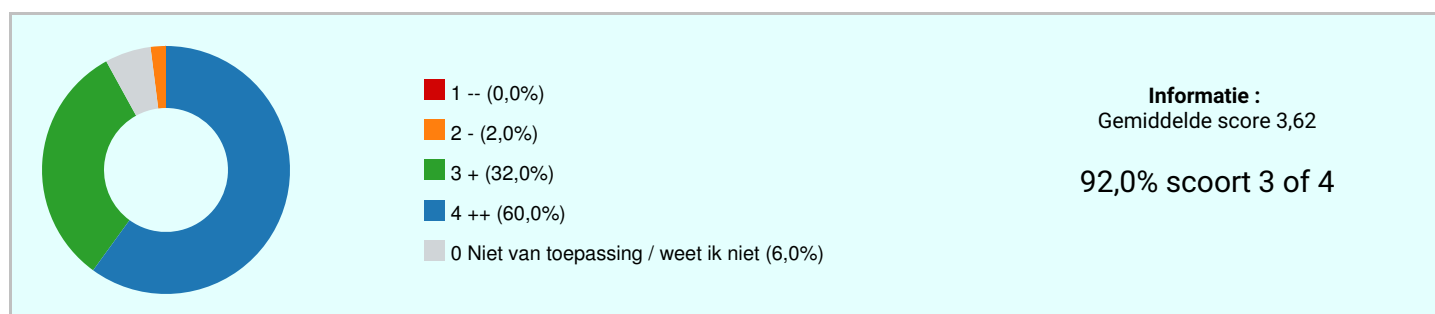 1 -- (0,0%)
2 - (2,0%)
3 + (32,0%)
4 ++ (60,0%)
0 Niet van toepassing / weet ik niet (6,0%)
Informatie :
Gemiddelde score 3,62
92,0% scoort 3 of 4